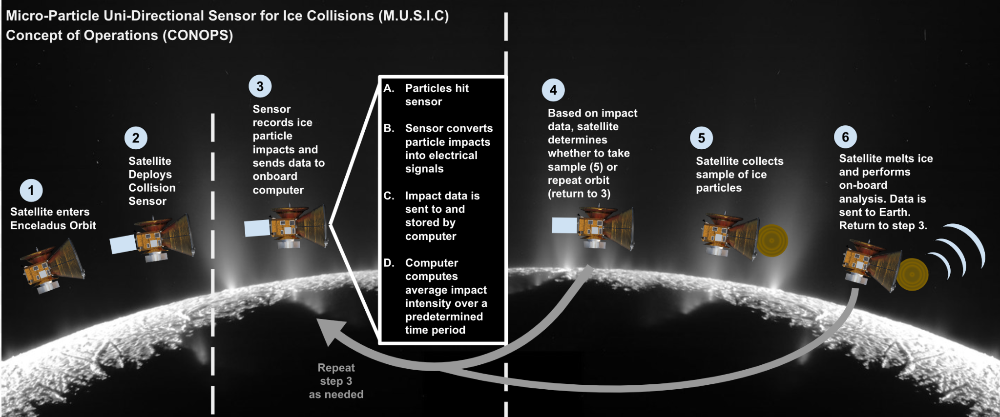 Micro-Particle Uni-Directional Sensor for Ice Collisions (M.U.S.I.C)
Concept of Operations (CONOPS)
1
Satellite enters
Enceladus Orbit
2
Satellite
Deploys
Collision
Sensor
3
Sensor
records ice
particle
impacts and
sends data to
onboard
computer
A. Particles hit
sensor
B. Sensor converts
particle impacts
into electrical
signals
C. Impact data is
sent to and
stored by
computer
D. Computer
computes
average impact
intensity over a
predetermined
time period
4
Based on impact
data, satellite
determines
whether to take
sample (5) or
repeat orbit
(return to 3)
5
Satellite collects
sample of ice
particles
6
Satellite melts ice
and performs
on-board
analysis. Data is
sent to Earth.
Return to step 3.
Repeat
step 3
as needed